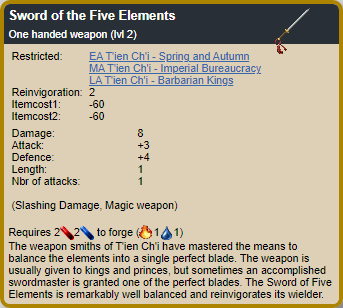 Sword of the Five Elements
One handed weapon (lvl 2)
Restricted: EA T'ien Ch'i - Spring and Autumn
MA T'ien Ch'i - Imperial Bureaucracy
LA T'ien Ch'i - Barbarian Kings
Reinvigoration: 2
Itemcost1: -60
Itemcost2: -60
Damage: 8
Attack: +3
Defence: +4
Length: 1
Nbr of attacks: 1
(Slashing Damage, Magic weapon)
Requires 2 2 to forge ( 1 1)
The weapon smiths of T'ien Ch'i have mastered the means to
balance the elements into a single perfect blade. The weapon is
usually given to kings and princes, but sometimes an accomplished
swordmaster is granted one of the perfect blades. The Sword of Five
Elements is remarkably well balanced and reinvigorates its wielder.